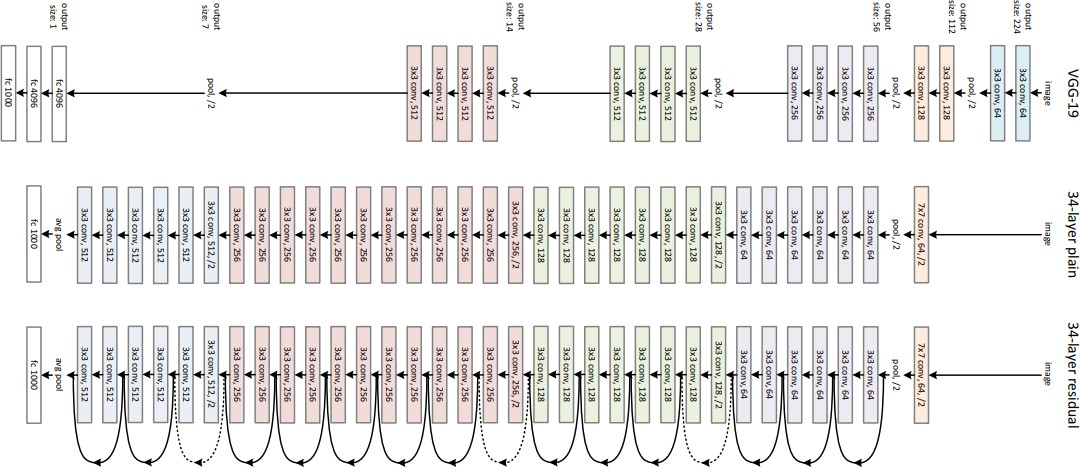 VGG-19
34-layer plain
34-layer residual
output
size: 224
output
size: 112
output
size: 56
output
size: 28
output
size: 14
output
size: 7
output
size: 1
image
3x3 conv, 64
3x3 conv, 64
pool, /2
3x3 conv, 128
3x3 conv, 128
pool, /2
3x3 conv, 256
3x3 conv, 256
3x3 conv, 256
3x3 conv, 256
pool, /2
3x3 conv, 512
3x3 conv, 512
3x3 conv, 512
3x3 conv, 512
pool, /2
3x3 conv, 512
3x3 conv, 512
3x3 conv, 512
3x3 conv, 512
pool, /2
fc 4096
fc 4096
fc 1000
image
7x7 conv, 64, /2
pool, /2
3x3 conv, 64
3x3 conv, 64
3x3 conv, 64
3x3 conv, 64
3x3 conv, 64
3x3 conv, 64
3x3 conv, 128, /2
3x3 conv, 128
3x3 conv, 128
3x3 conv, 128
3x3 conv, 128
3x3 conv, 128
3x3 conv, 128
3x3 conv, 128
3x3 conv, 256, /2
3x3 conv, 256
3x3 conv, 256
3x3 conv, 256
3x3 conv, 256
3x3 conv, 256
3x3 conv, 256
3x3 conv, 256
3x3 conv, 256
3x3 conv, 256
3x3 conv, 256
3x3 conv, 256
3x3 conv, 512, /2
3x3 conv, 512
3x3 conv, 512
3x3 conv, 512
3x3 conv, 512
3x3 conv, 512
avg pool
fc 1000
image
7x7 conv, 64, /2
pool, /2
3x3 conv, 64
3x3 conv, 64
3x3 conv, 64
3x3 conv, 64
3x3 conv, 64
3x3 conv, 64
3x3 conv, 128, /2
3x3 conv, 128
3x3 conv, 128
3x3 conv, 128
3x3 conv, 128
3x3 conv, 128
3x3 conv, 128
3x3 conv, 128
3x3 conv, 256, /2
3x3 conv, 256
3x3 conv, 256
3x3 conv, 256
3x3 conv, 256
3x3 conv, 256
3x3 conv, 256
3x3 conv, 256
3x3 conv, 256
3x3 conv, 256
3x3 conv, 256
3x3 conv, 256
3x3 conv, 512, /2
3x3 conv, 512
3x3 conv, 512
3x3 conv, 512
3x3 conv, 512
3x3 conv, 512
avg pool
fc 1000